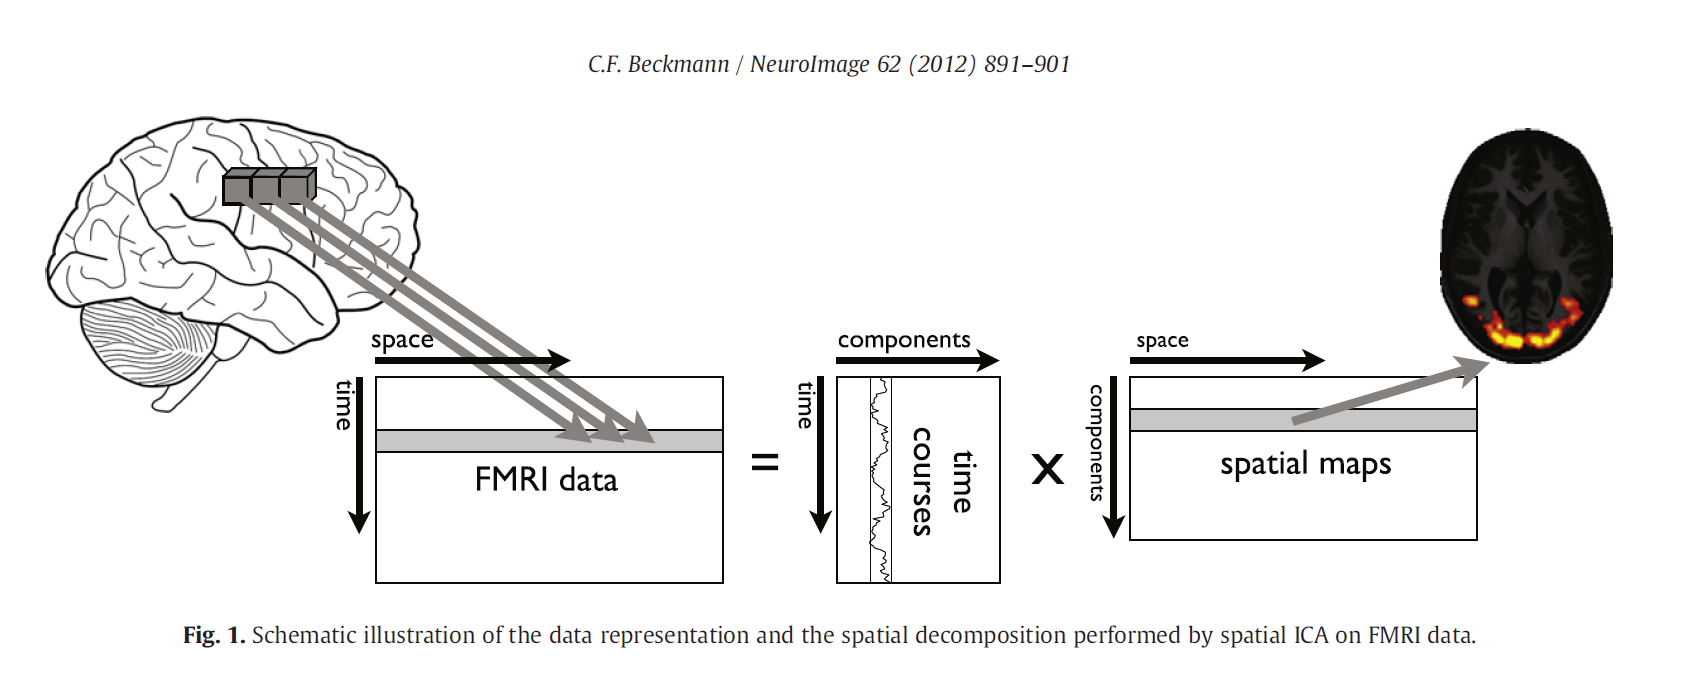 C.F. Beckmann / NeuroImage 62 (2012) 891–901
space
time
FMRI data
=
components
time
time
courses
x
space
components
spatial maps
Fig. 1. Schematic illustration of the data representation and the spatial decomposition performed by spatial ICA on FMRI data.